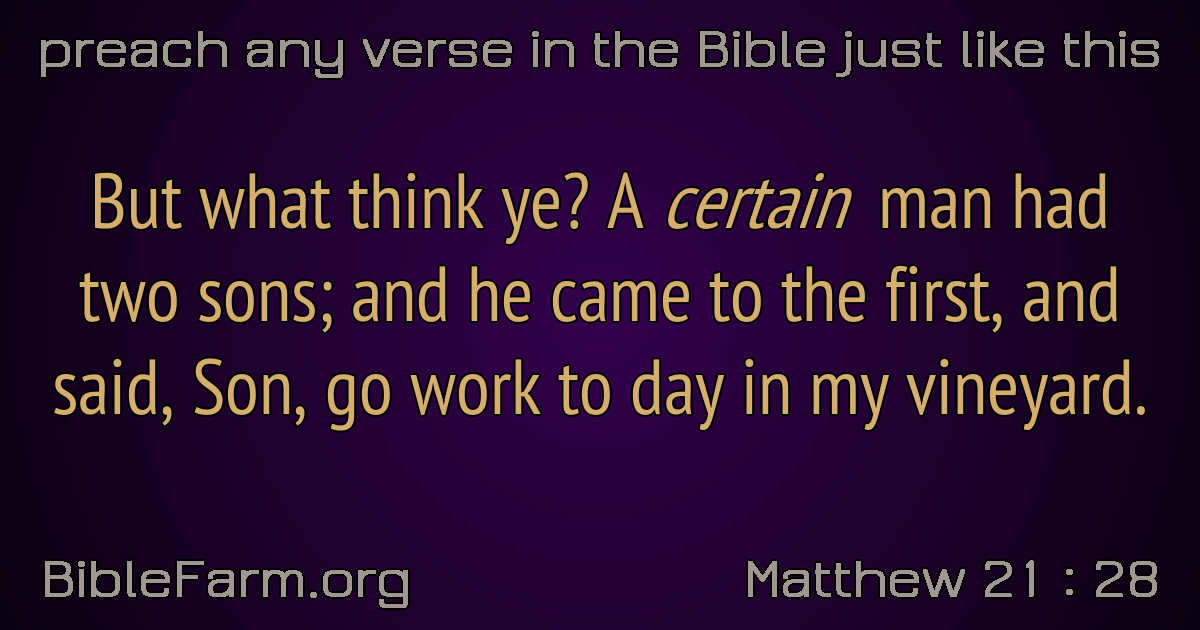 preach any verse in the Bible just like this
But what think ye? A certain man had
two sons; and he came to the first, and
said, Son, go work to day in my vineyard.
BibleFarm.org
Matthew 21 : 28